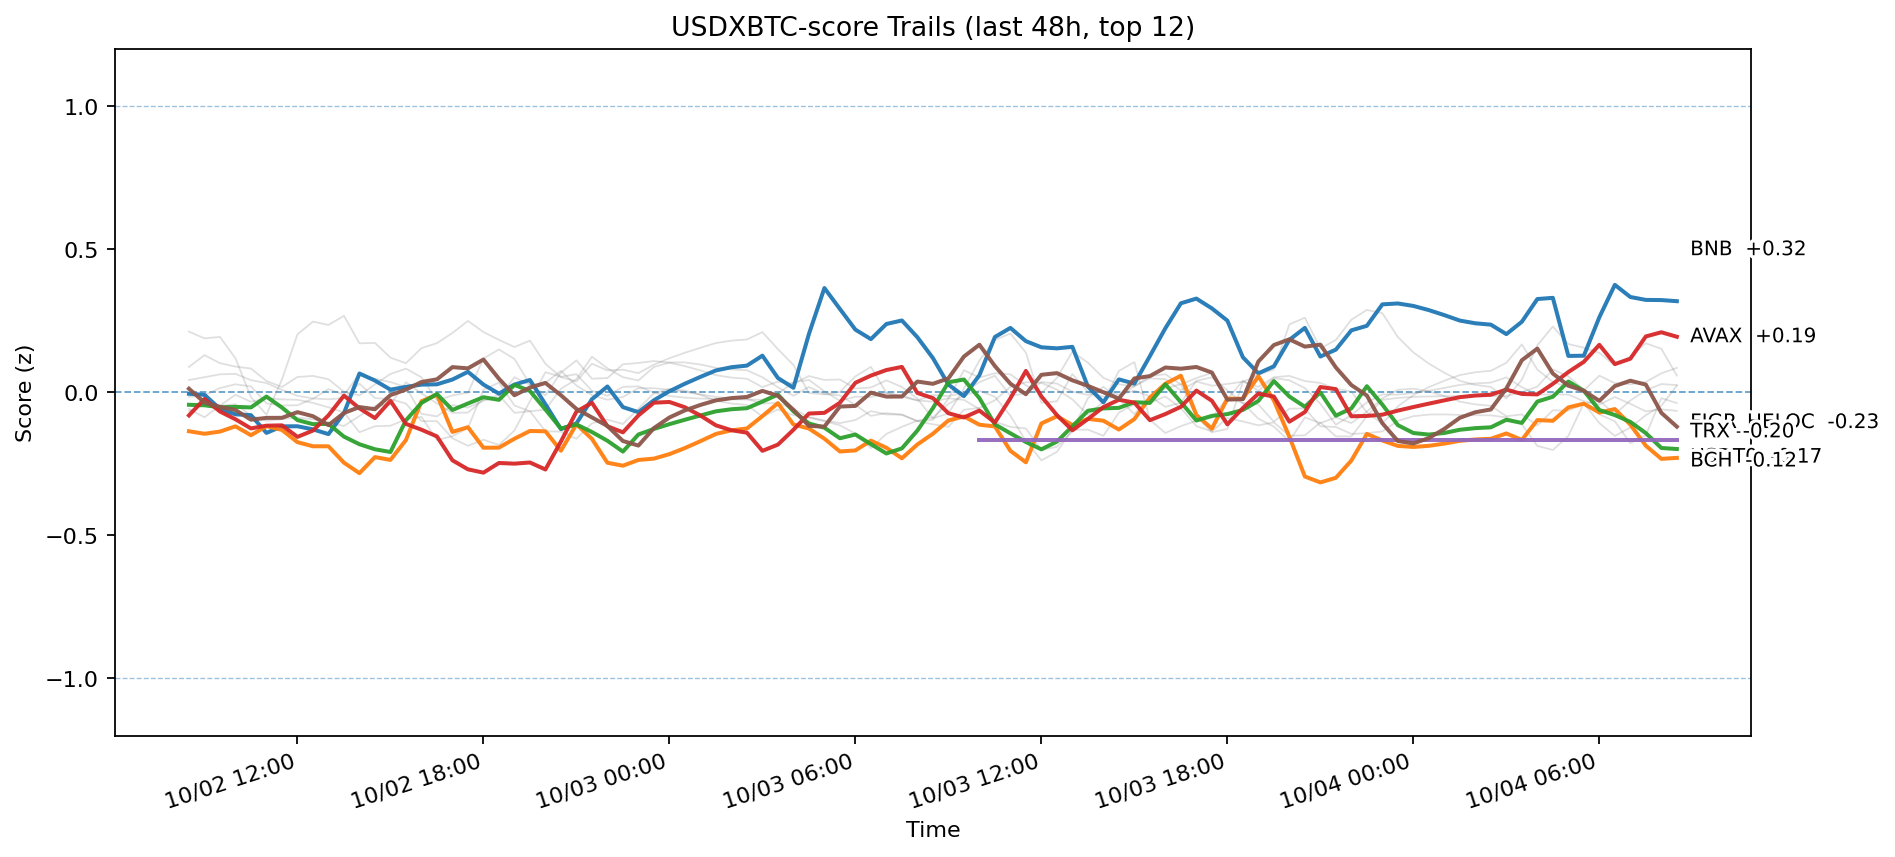 USDXBTC-score Trails (last 48h, top 12)
Score (z)
1.0
0.5
0.0
−0.5
−1.0
BNB +0.32
AVAX +0.19
-0.23
TRX -0.20
BCH -0.12
10/02 12:00
10/02 18:00
10/03 00:00
10/03 06:00
10/03 12:00
10/03 18:00
10/04 00:00
10/04 06:00
Time